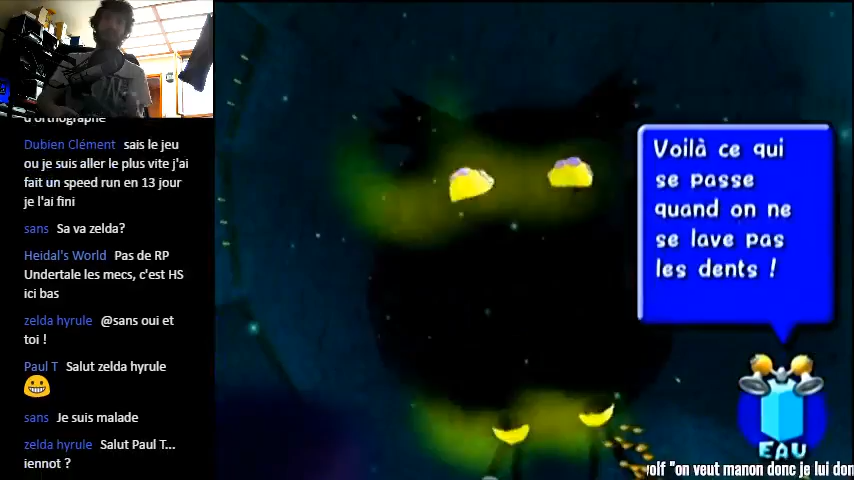 d'orthographe
Dubien Clément sais le jeu
ou je suis aller le plus vite j'ai
fait un speed run en 13 jour
je l'ai fini
sans Sa va zelda?
Heidal's World Pas de RP
Undertale les mecs, c'est HS
ici bas
zelda hyrule @sans oui et
toi !
Paul T Salut zelda hyrule
sans Je suis malade
zelda hyrule Salut Paul T...
iennot ?
Voilà ce qui
se passe
quand on ne
se lave pas
les dents !
EAU
olf "on veut manon donc je lui don